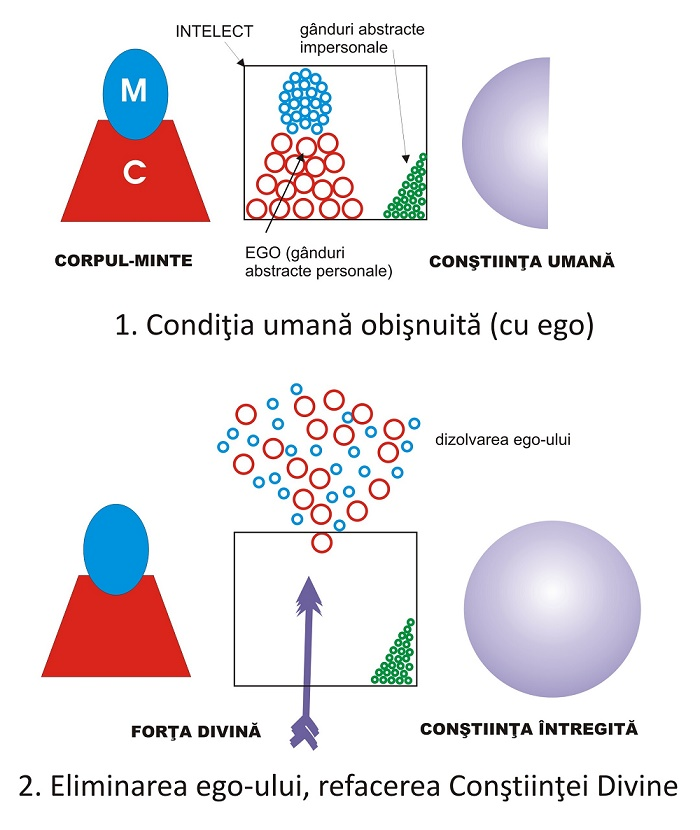 INTELECT
gânduri abstracte
impersonale
M
C
EGO (gânduri
abstracte personale)
CORPUL-MINTE
CONŞTIINŢA UMANĂ
1. Condiţia umană obişnuită (cu ego)
dizolvarea ego-ului
FORŢA DIVINĂ
CONŞTIINŢA ÎNTREGITĂ
2. Eliminarea ego-ului, refacerea Conştiinţei Divine